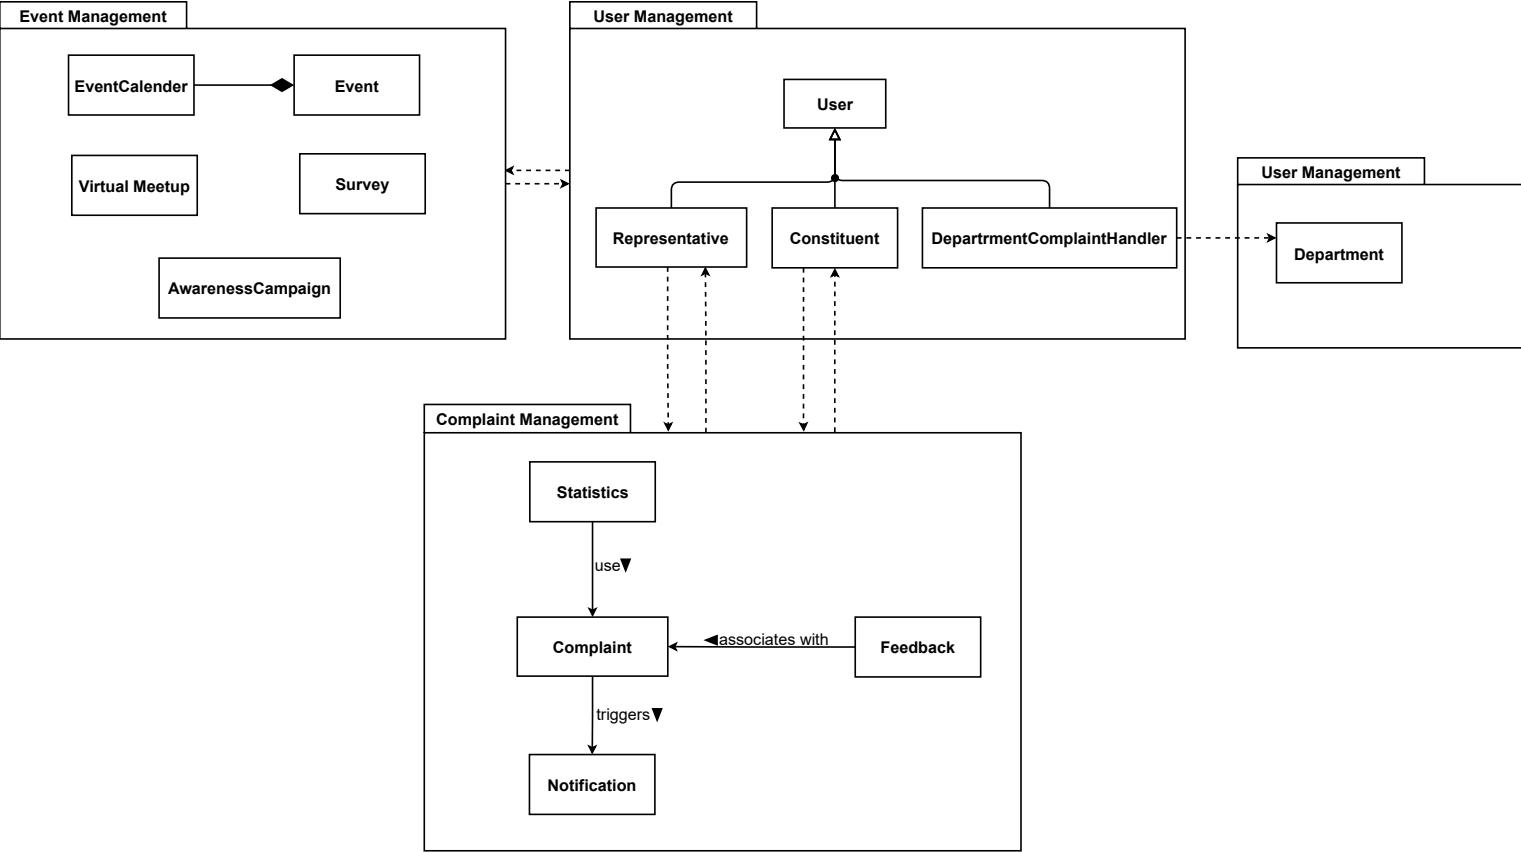 Event Management
EventCalender
Event
Virtual Meetup
Survey
AwarenessCampaign
User Management
User
Representative
Constituent
DepartrmentComplaintHandler
User Management
Department
Complaint Management
Statistics
use▼
Complaint
◀associates with
Feedback
triggers▼
Notification